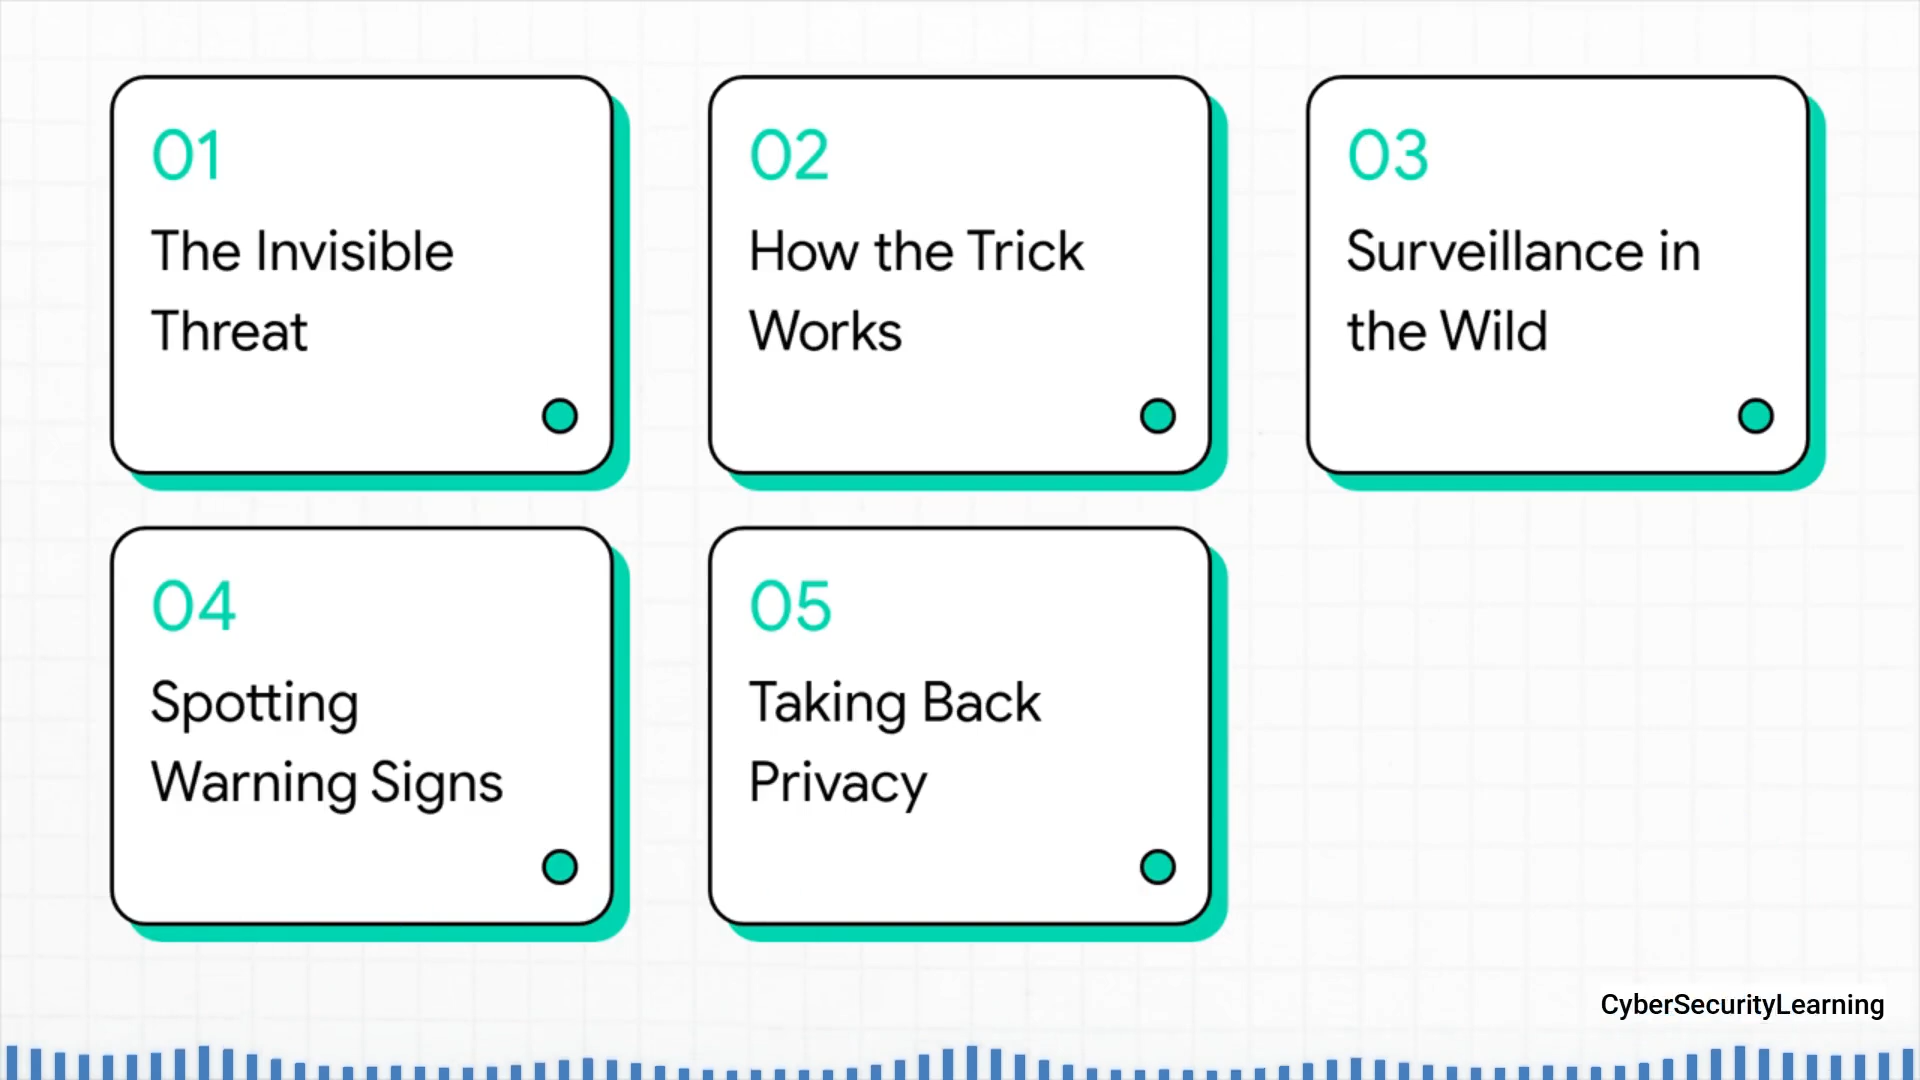 01
The Invisible
Threat
02
How the Trick
Works
03
Surveillance in
the Wild
04
Spotting
Warning Signs
05
Taking Back
Privacy
CyberSecurityLearning